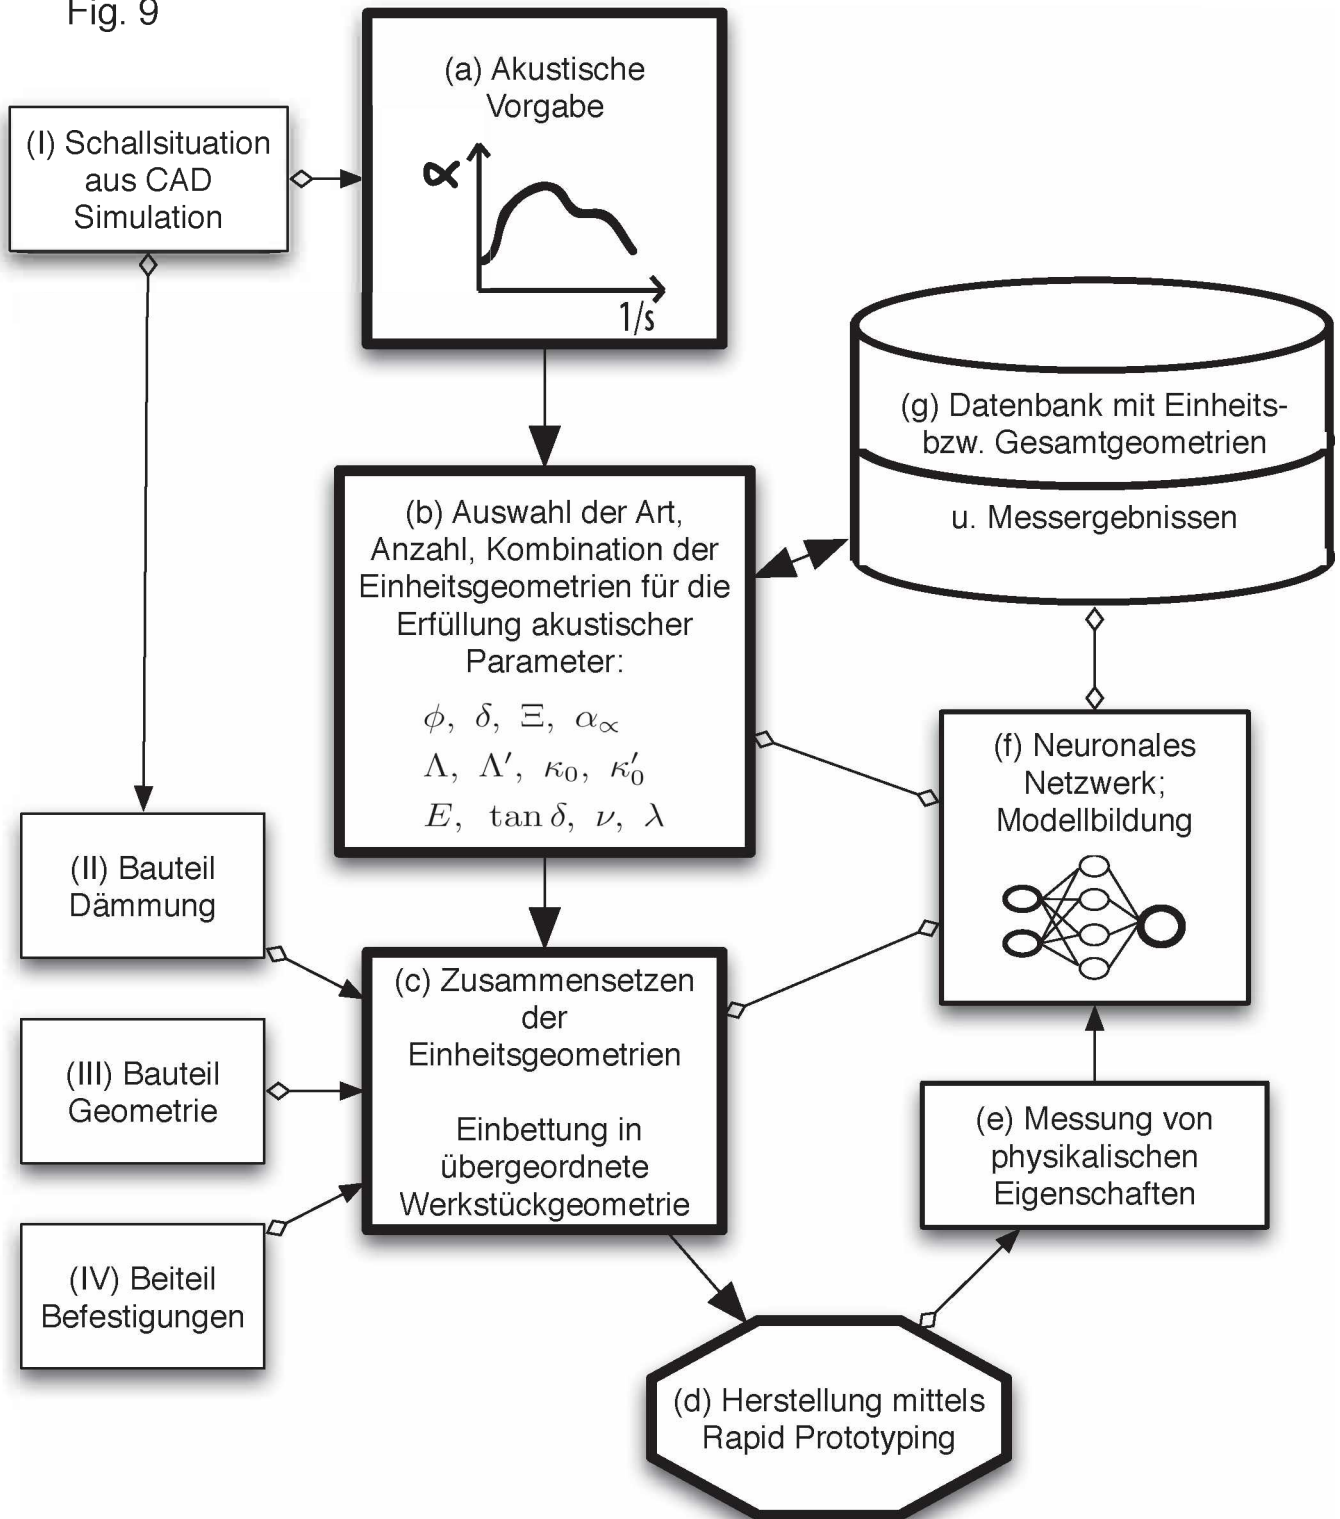 Fig. 9
(a) Akustische
Vorgabe
α
1/s
(I) Schallsituation
aus CAD
Simulation
(g) Datenbank mit Einheits-
bzw. Gesamtgeometrien
u. Messergebnissen
(b) Auswahl der Art,
Anzahl, Kombination der
Einheitsgeometrien für die
Erfüllung akustischer
Parameter:
ϕ, δ, Ξ, α∝
Λ, Λ′, κ₀, κ′₀
E, tan δ, ν, λ
(f) Neuronales
Netzwerk;
Modellbildung
(II) Bauteil
Dämmung
(c) Zusammensetzen
der
Einheitsgeometrien
Einbettung in
übergeordnete
Werkstückgeometrie
(III) Bauteil
Geometrie
(e) Messung von
physikalischen
Eigenschaften
(IV) Beiteil
Befestigungen
(d) Herstellung mittels
Rapid Prototyping